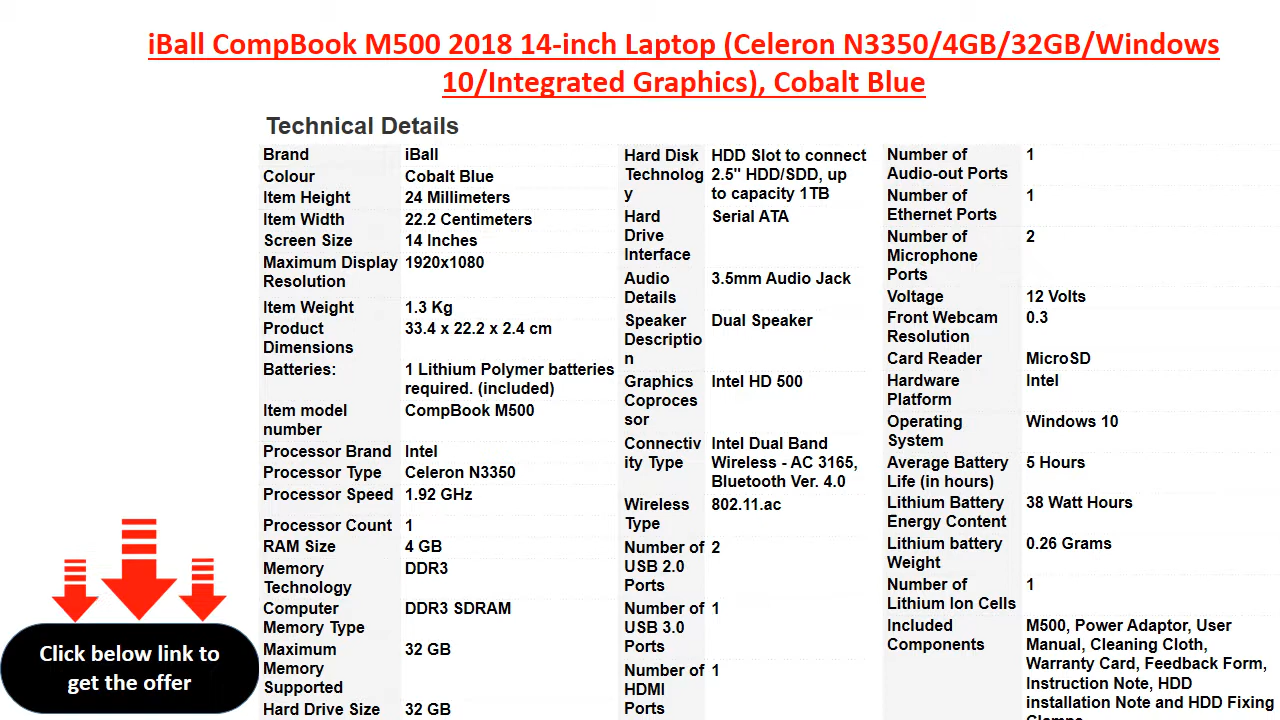 iBall CompBook M500 2018 14-inch Laptop (Celeron N3350/4GB/32GB/Windows
10/Integrated Graphics), Cobalt Blue
Technical Details
Brand iBall
Colour Cobalt Blue
Item Height 24 Millimeters
Item Width 22.2 Centimeters
Screen Size 14 Inches
Maximum Display 1920x1080
Resolution
Item Weight 1.3 Kg
Product 33.4 x 22.2 x 2.4 cm
Dimensions
Batteries: 1 Lithium Polymer batteries
required. (included)
Item model CompBook M500
number
Processor Brand Intel
Processor Type Celeron N3350
Processor Speed 1.92 GHz
Processor Count 1
RAM Size 4 GB
Memory DDR3
Technology
Computer DDR3 SDRAM
Memory Type
Maximum 32 GB
Memory
Supported
Hard Drive Size 32 GB
Hard Disk HDD Slot to connect
Technolog 2.5" HDD/SDD, up
y to capacity 1TB
Hard Serial ATA
Drive
Interface
Audio 3.5mm Audio Jack
Details
Speaker Dual Speaker
Descriptio
n
Graphics Intel HD 500
Coproces
sor
Connectiv Intel Dual Band
ity Type Wireless - AC 3165,
Bluetooth Ver. 4.0
Wireless 802.11.ac
Type
Number of 2
USB 2.0
Ports
Number of 1
USB 3.0
Ports
Number of 1
HDMI
Ports
Number of 1
Audio-out Ports
Number of 1
Ethernet Ports
Number of 2
Microphone
Ports
Voltage 12 Volts
Front Webcam 0.3
Resolution
Card Reader MicroSD
Hardware Intel
Platform
Operating Windows 10
System
Average Battery 5 Hours
Life (in hours)
Lithium Battery 38 Watt Hours
Energy Content
Lithium battery 0.26 Grams
Weight
Number of 1
Lithium Ion Cells
Included M500, Power Adaptor, User
Components Manual, Cleaning Cloth,
Warranty Card, Feedback Form,
Instruction Note, HDD
Installation Note and HDD Fixing
Click below link to
get the offer